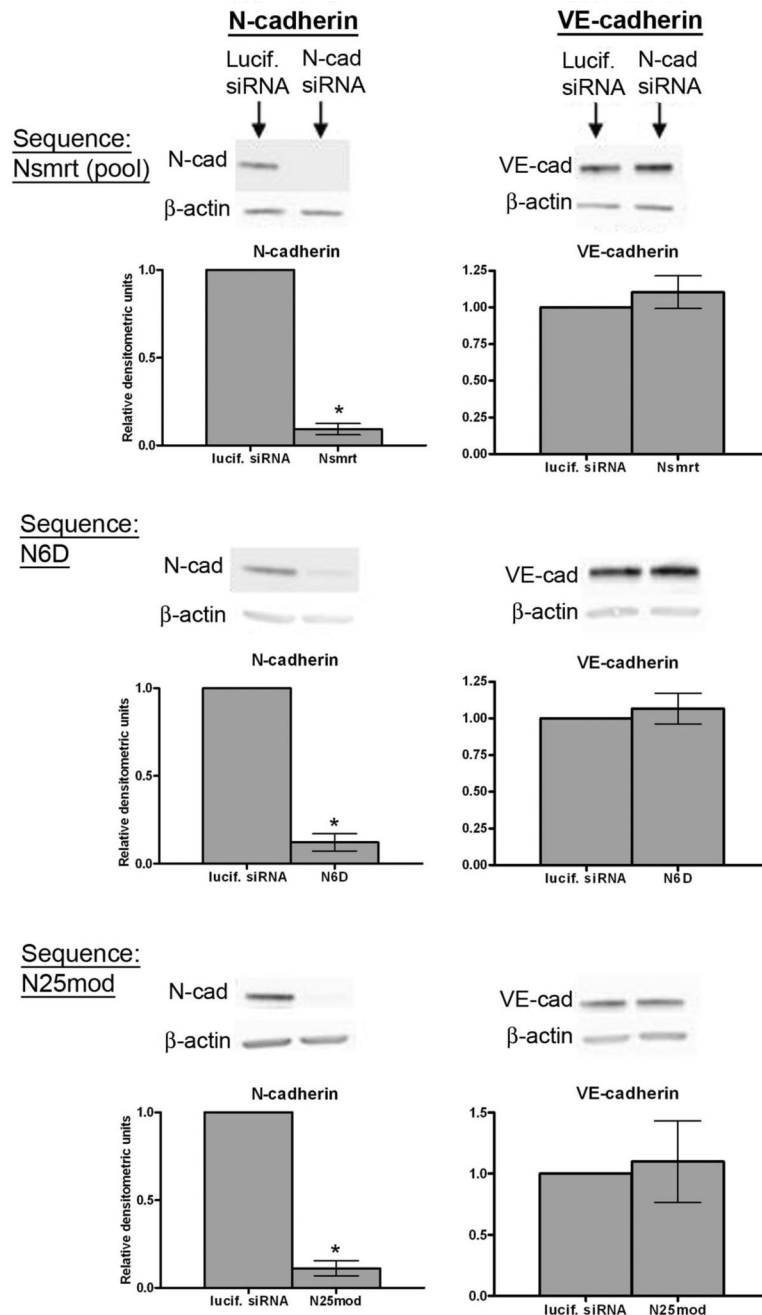 N-cadherin
VE-cadherin
Lucif. siRNA
N-cad siRNA
Lucif. siRNA
N-cad siRNA
Sequence:
Nsmrt (pool)
N-cad
β-actin
VE-cad
β-actin
N-cadherin
Relative densitometric units
1.0
0.5
0.0
*
lucif. siRNA
Nsmrt
VE-cadherin
1.25
1.00
0.75
0.50
0.25
0.00
lucif. siRNA
Nsmrt
Sequence:
N6D
N-cad
β-actin
VE-cad
β-actin
N-cadherin
Relative densitometric units
1.0
0.5
0.0
*
lucif. siRNA
N6D
VE-cadherin
1.25
1.00
0.75
0.50
0.25
0.00
lucif. siRNA
N6D
Sequence:
N25mod
N-cad
β-actin
VE-cad
β-actin
N-cadherin
Relative densitometric units
1.0
0.5
0.0
*
lucif. siRNA
N25mod
VE-cadherin
1.5
1.0
0.5
0.0
lucif. siRNA
N25mod